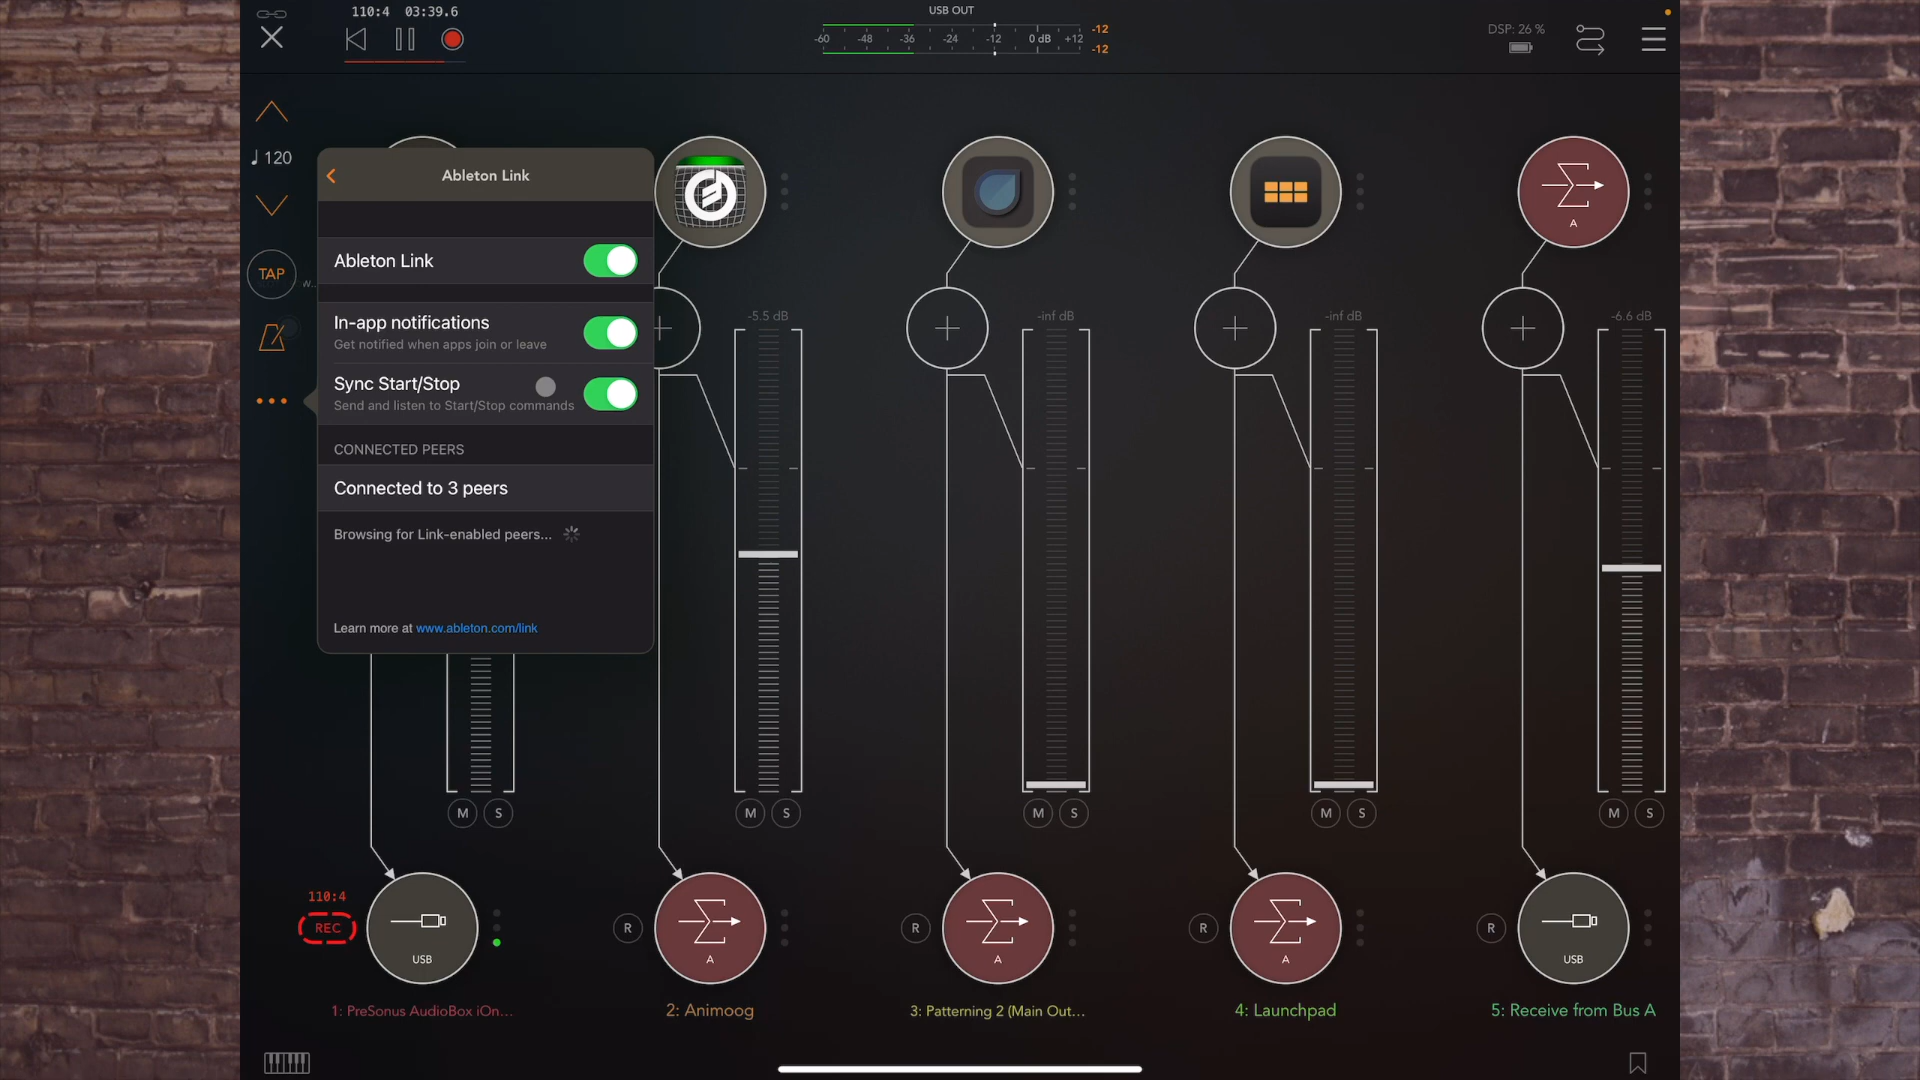 110:4 03:39.6
USB OUT
-60 -48 -36 -24 -12 0 dB +12
-12
-12
DSP: 26 %
120
TAP
w..
Ableton Link
Ableton Link
In-app notifications
Get notified when apps join or leave
Sync Start/Stop
Send and listen to Start/Stop commands
CONNECTED PEERS
Connected to 3 peers
Browsing for Link-enabled peers...
Learn more at www.ableton.com/link
A
-5.5 dB
-inf dB
-inf dB
-6.6 dB
M S
M S
M S
M S
M S
110:4
REC
USB
R
A
R
A
R
A
R
USB
1: PreSonus AudioBox iOn...
2: Animoog
3: Patterning 2 (Main Out...
4: Launchpad
5: Receive from Bus A